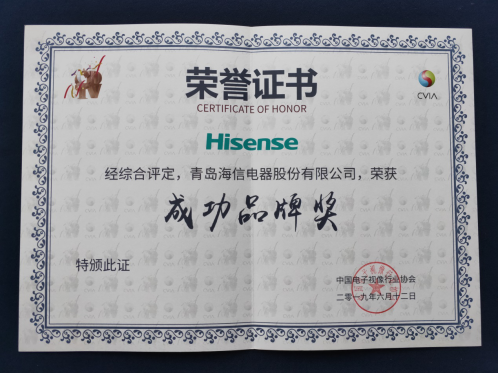 荣誉证书
CERTIFICATE OF HONOR
CVIA
Hisense
经综合评定，青岛海信电器股份有限公司，荣获
成功品牌奖
特颁此证
中国电子视像行业协会
二零一九年六月十二日